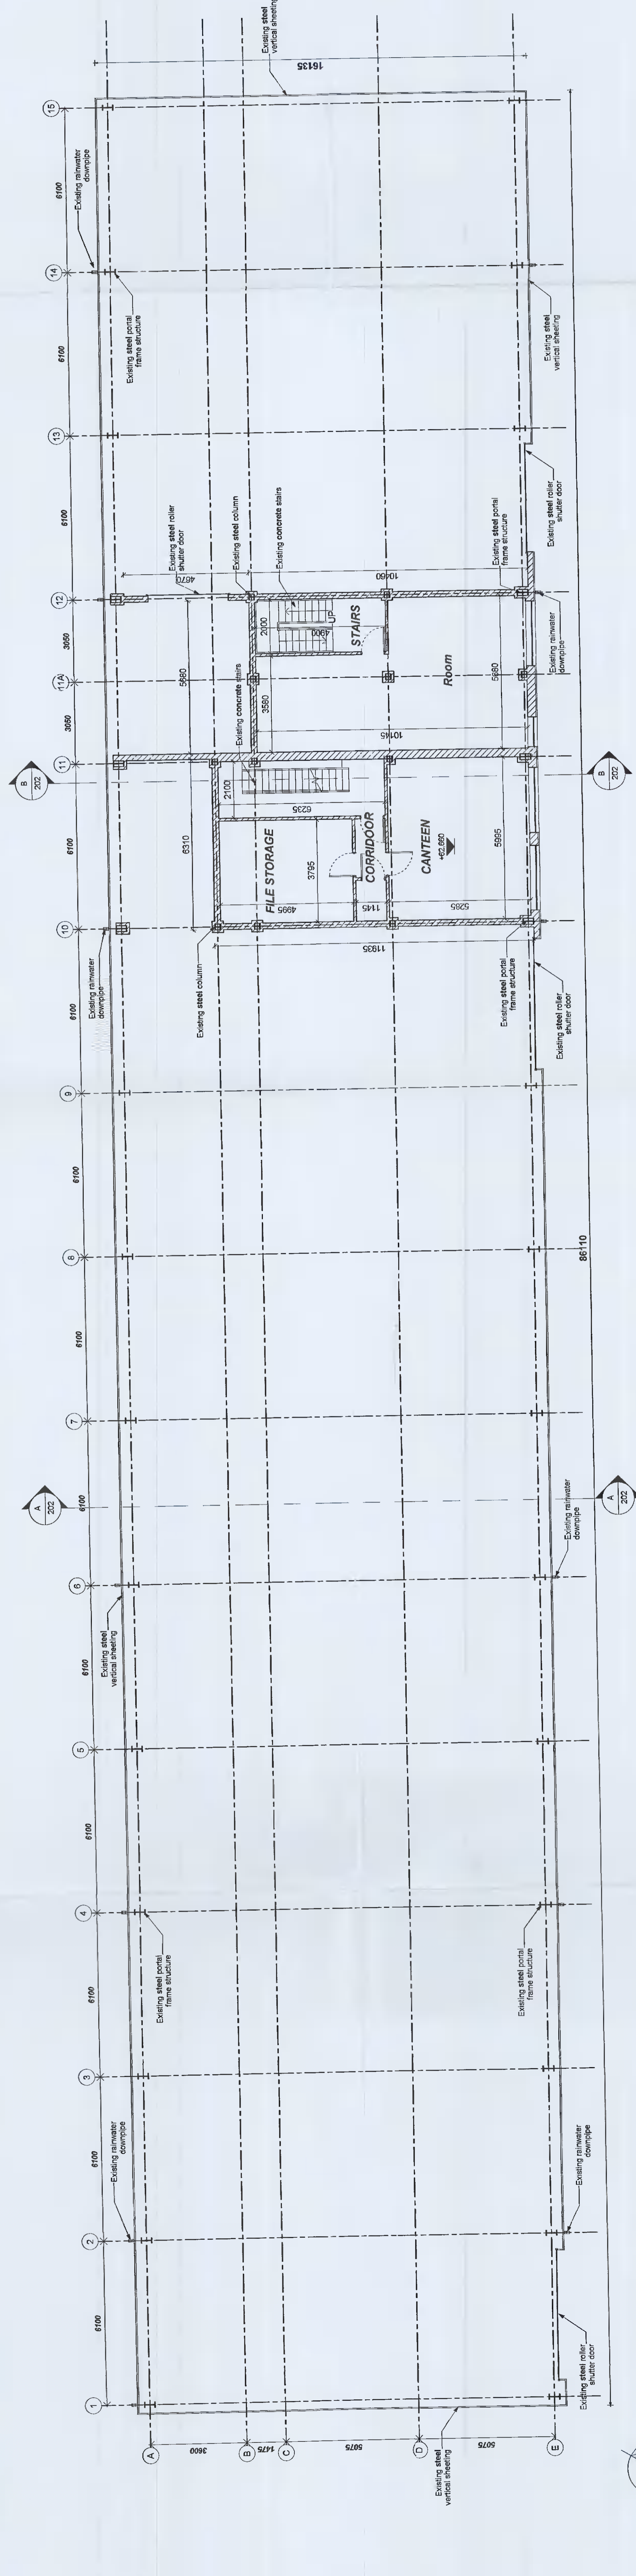 Existing steel
vertical sheeting
16135
15
6100
Existing rainwater
downpipe
14
Existing steel portal
frame structure
6100
Existing steel
vertical sheeting
13
6100
Existing steel roller
shutter door
Existing steel roller
shutter door
Existing steel column
Existing concrete stairs
Existing steel portal
frame structure
12
4670
10460
3050
2000
UP
4900
STAIRS
5680
11A
3580
Room
5680
Existing rainwater
downpipe
3050
Existing concrete stairs
10145
11
B
202
B
202
2100
6235
6100
6310
FILE STORAGE
3795
CORRIDOOR
CANTEEN
+62.660
5995
4995
1145
5285
10
11935
Existing rainwater
downpipe
Existing steel column
Existing steel portal
frame structure
Existing steel roller
shutter door
6100
9
6100
8
86110
6100
7
A
202
6100
A
202
6
Existing rainwater
downpipe
Existing steel
vertical sheeting
6100
5
6100
4
Existing steel portal
frame structure
Existing steel portal
frame structure
6100
3
6100
Existing rainwater
downpipe
Existing rainwater
downpipe
2
6100
Existing steel roller
shutter door
1
A
3600
B
1475
C
5075
D
5075
E
Existing steel
vertical sheeting